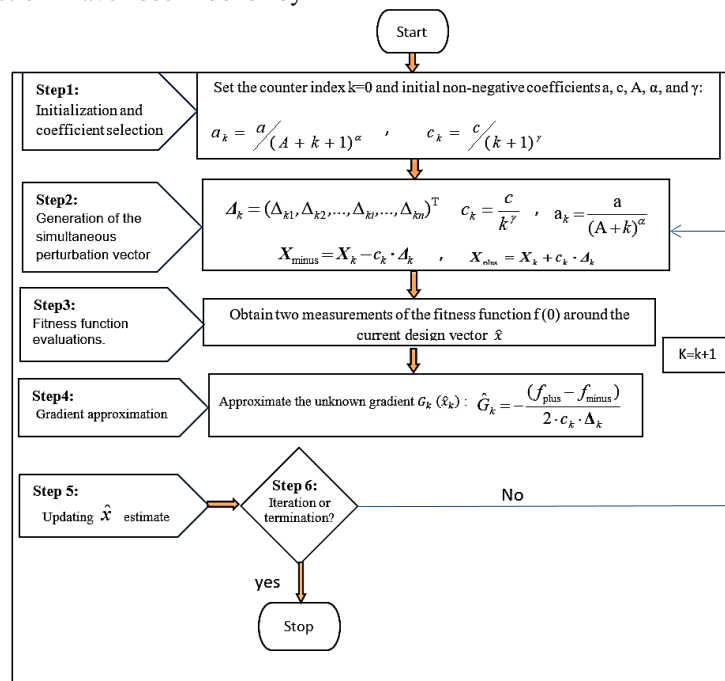 Start
Step1:
Initialization and
coefficient selection
Set the counter index k=0 and initial non-negative coefficients a, c, A, α, and γ:
a_k = a/(A + k + 1)^α , c_k = c/(k + 1)^γ
Step2:
Generation of the
simultaneous
perturbation vector
Δ_k = (Δ_k1, Δ_k2,..., Δ_ki,..., Δ_kn)^T c_k = c/k^γ , a_k = a/(A+k)^α
X_minus = X_k − c_k · Δ_k , X_plus = X_k + c_k · Δ_k
Step3:
Fitness function
evaluations.
Obtain two measurements of the fitness function f (0) around the
current design vector x̂
K=k+1
Step4:
Gradient approximation
Approximate the unknown gradient G_k (x̂_k) : Ĝ_k = −(f_plus − f_minus)/(2 · c_k · Δ_k)
Step 5:
Updating x̂ estimate
Step 6:
Iteration or
termination?
No
yes
Stop